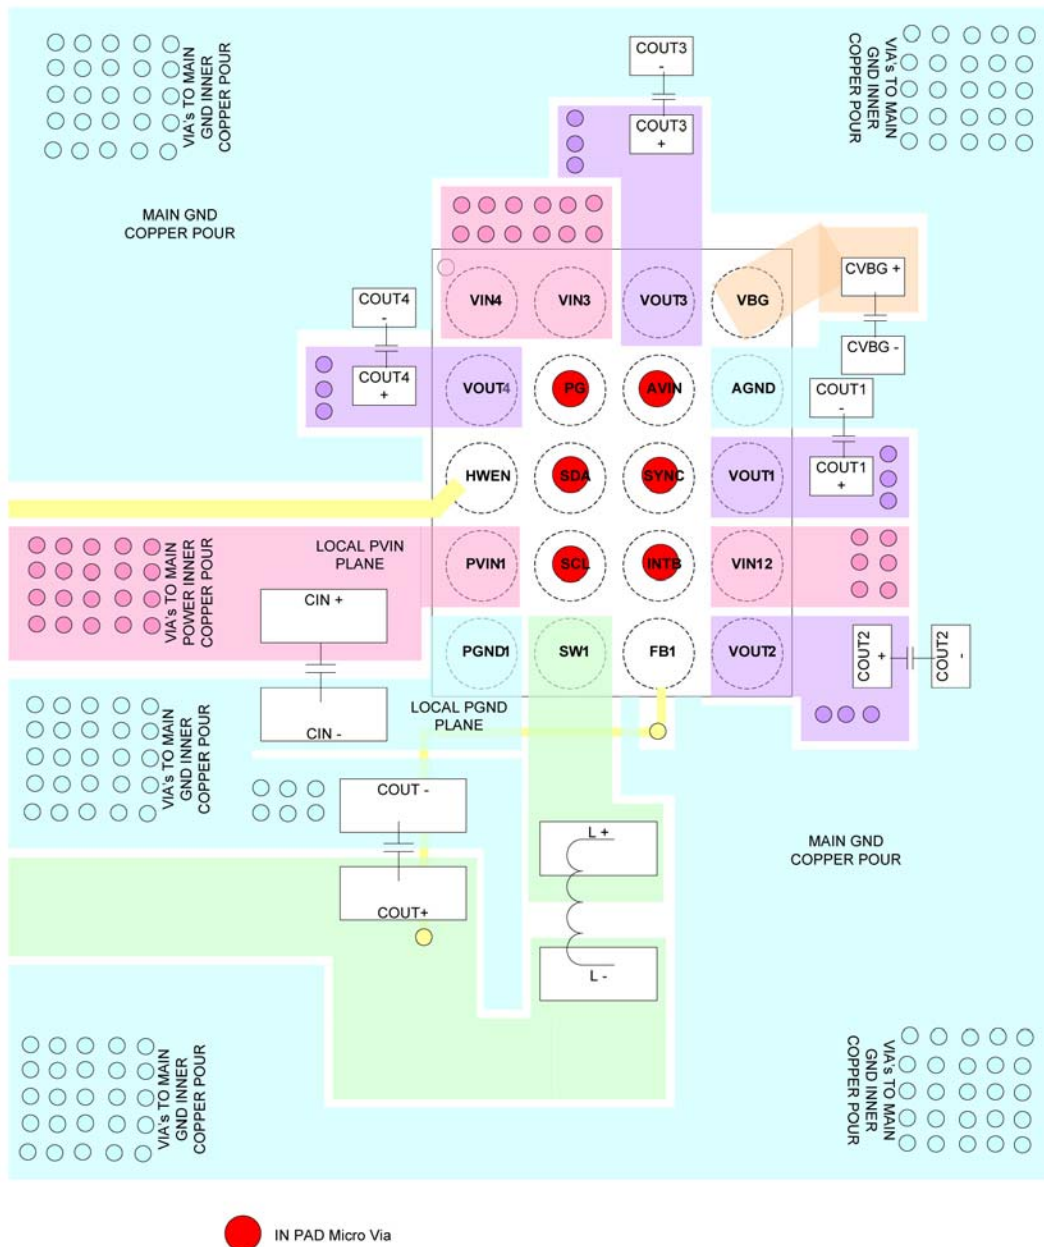 VIA's TO MAIN
GND INNER
COPPER POUR
COUT3
-
COUT3
+
VIA's TO MAIN
GND INNER
COPPER POUR
MAIN GND
COPPER POUR
CVBG +
CVBG -
VIN4
VIN3
VOUT3
VBG
COUT4
-
COUT4
+
VOUT4
PG
AVIN
AGND
COUT1
-
COUT1
+
HWEN
SDA
SYNC
VOUT1
LOCAL PVIN
PLANE
VIA's TO MAIN
POWER INNER
COPPER POUR
CIN +
PVIN1
SCL
INTB
VIN12
PGND1
SW1
FB1
VOUT2
COUT2
+
COUT2
-
LOCAL PGND
PLANE
CIN -
VIA's TO MAIN
GND INNER
COPPER POUR
COUT -
COUT+
L +
L -
MAIN GND
COPPER POUR
VIA's TO MAIN
GND INNER
COPPER POUR
VIA's TO MAIN
GND INNER
COPPER POUR
IN PAD Micro Via